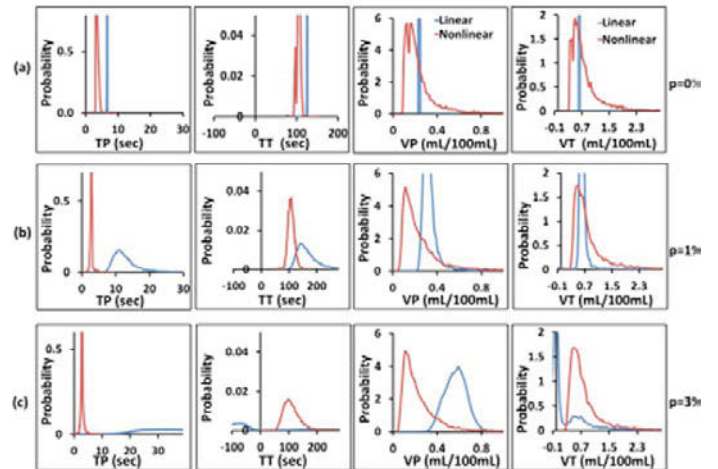 (a)
Probability
0.5
0.0
0 10 20 30
TP (sec)
Probability
0.04
0.02
0
-100 0 100 200
TT (sec)
Probability
6
4
2
0
0 0.4 0.8
VP (mL/100mL)
Linear
Nonlinear
Probability
2
1.5
1
0.5
0
-0.1 0.7 1.5 2.3
VT (mL/100mL)
Linear
Nonlinear
p=0%
(b)
Probability
0.5
0
0 10 20 30
TP (sec)
Probability
0.04
0.02
0
-100 0 100 200
TT (sec)
Probability
6
4
2
0
0 0.4 0.8
VP (mL/100mL)
Probability
2
1.5
1
0.5
0
-0.1 0.7 1.5 2.3
VT (mL/100mL)
p=1%
(c)
Probability
0.5
0
0 10 20 30
TP (sec)
Probability
0.04
0.02
0
-100 0 100 200
TT (sec)
Probability
6
4
2
0
0 0.4 0.8
VP (mL/100mL)
Probability
2
1.5
1
0.5
0
-0.1 0.7 1.5 2.3
VT (mL/100mL)
p=3%